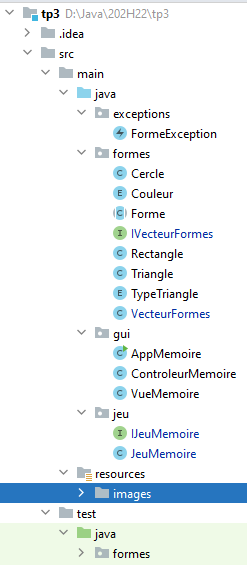 tp3 D:\Java\202H22\tp3
.idea
src
main
java
exceptions
FormeException
formes
Cercle
Couleur
Forme
IVecteurFormes
Rectangle
Triangle
TypeTriangle
VecteurFormes
gui
AppMemoire
ControleurMemoire
VueMemoire
jeu
IJeuMemoire
JeuMemoire
resources
images
test
java
formes